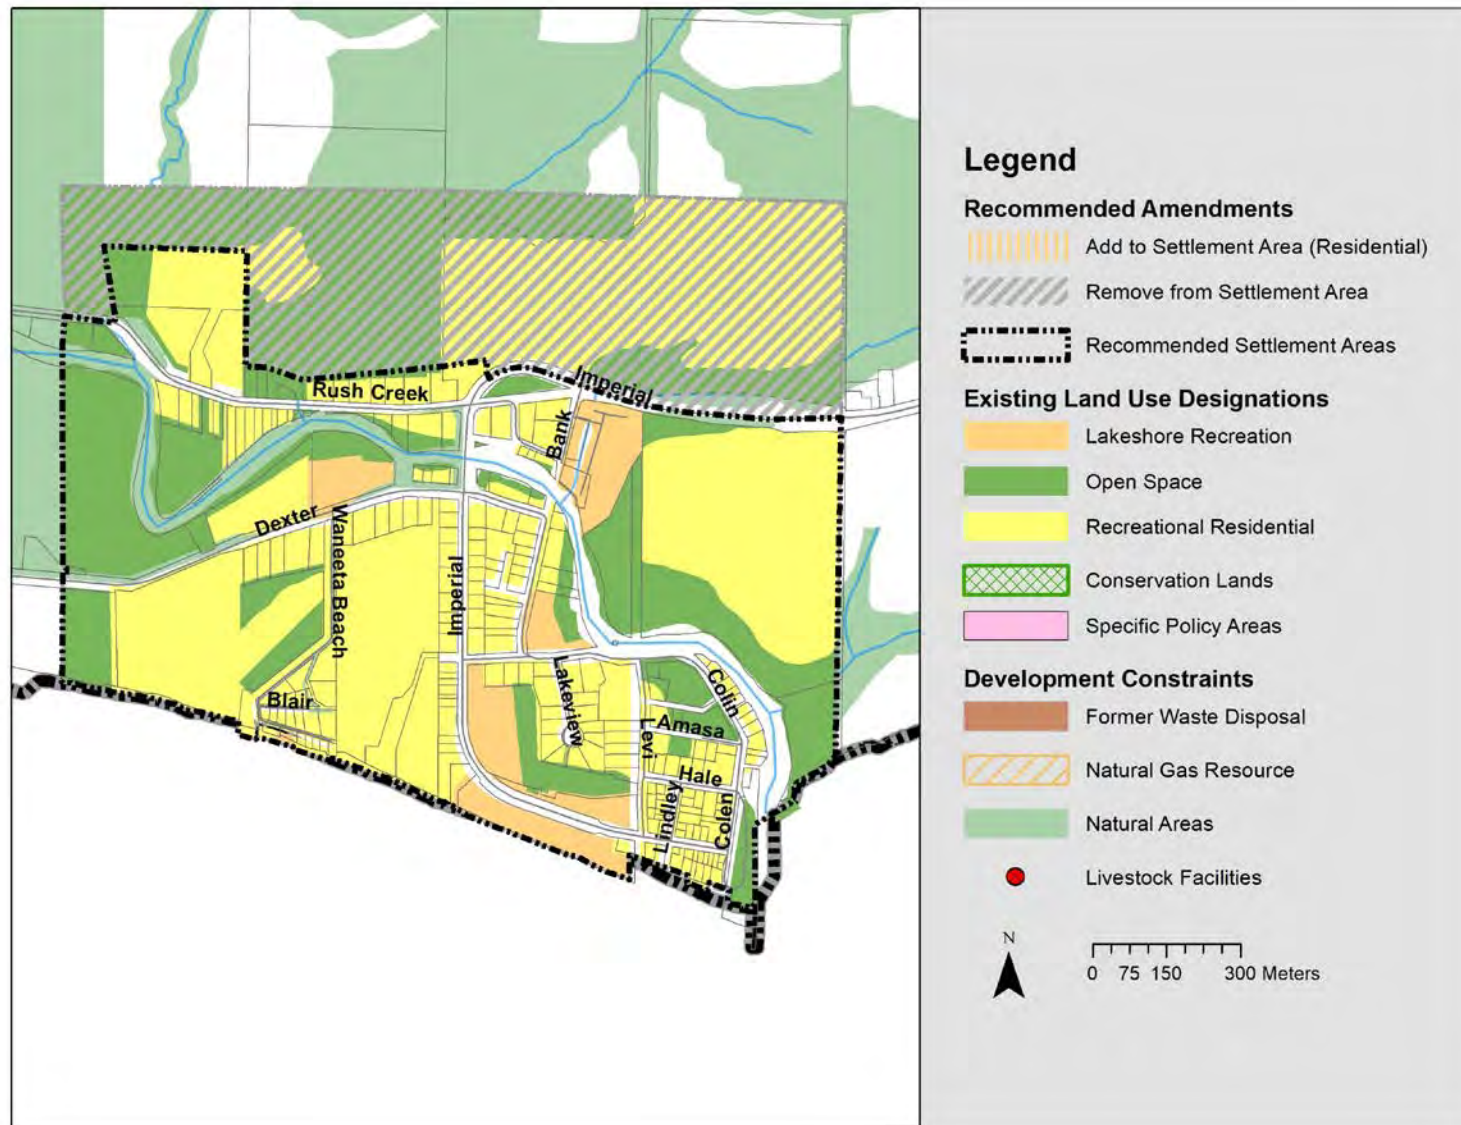 Legend
Recommended Amendments
Add to Settlement Area (Residential)
Remove from Settlement Area
Recommended Settlement Areas
Existing Land Use Designations
Lakeshore Recreation
Open Space
Recreational Residential
Conservation Lands
Specific Policy Areas
Development Constraints
Former Waste Disposal
Natural Gas Resource
Natural Areas
Livestock Facilities
N
0 75 150 300 Meters
Rush Creek
Imperial
Bank
Dexter
Waneeta Beach
Imperial
Blair
Lakeview
Levi
Colin
Amasa
Hale
Lindley
Colen